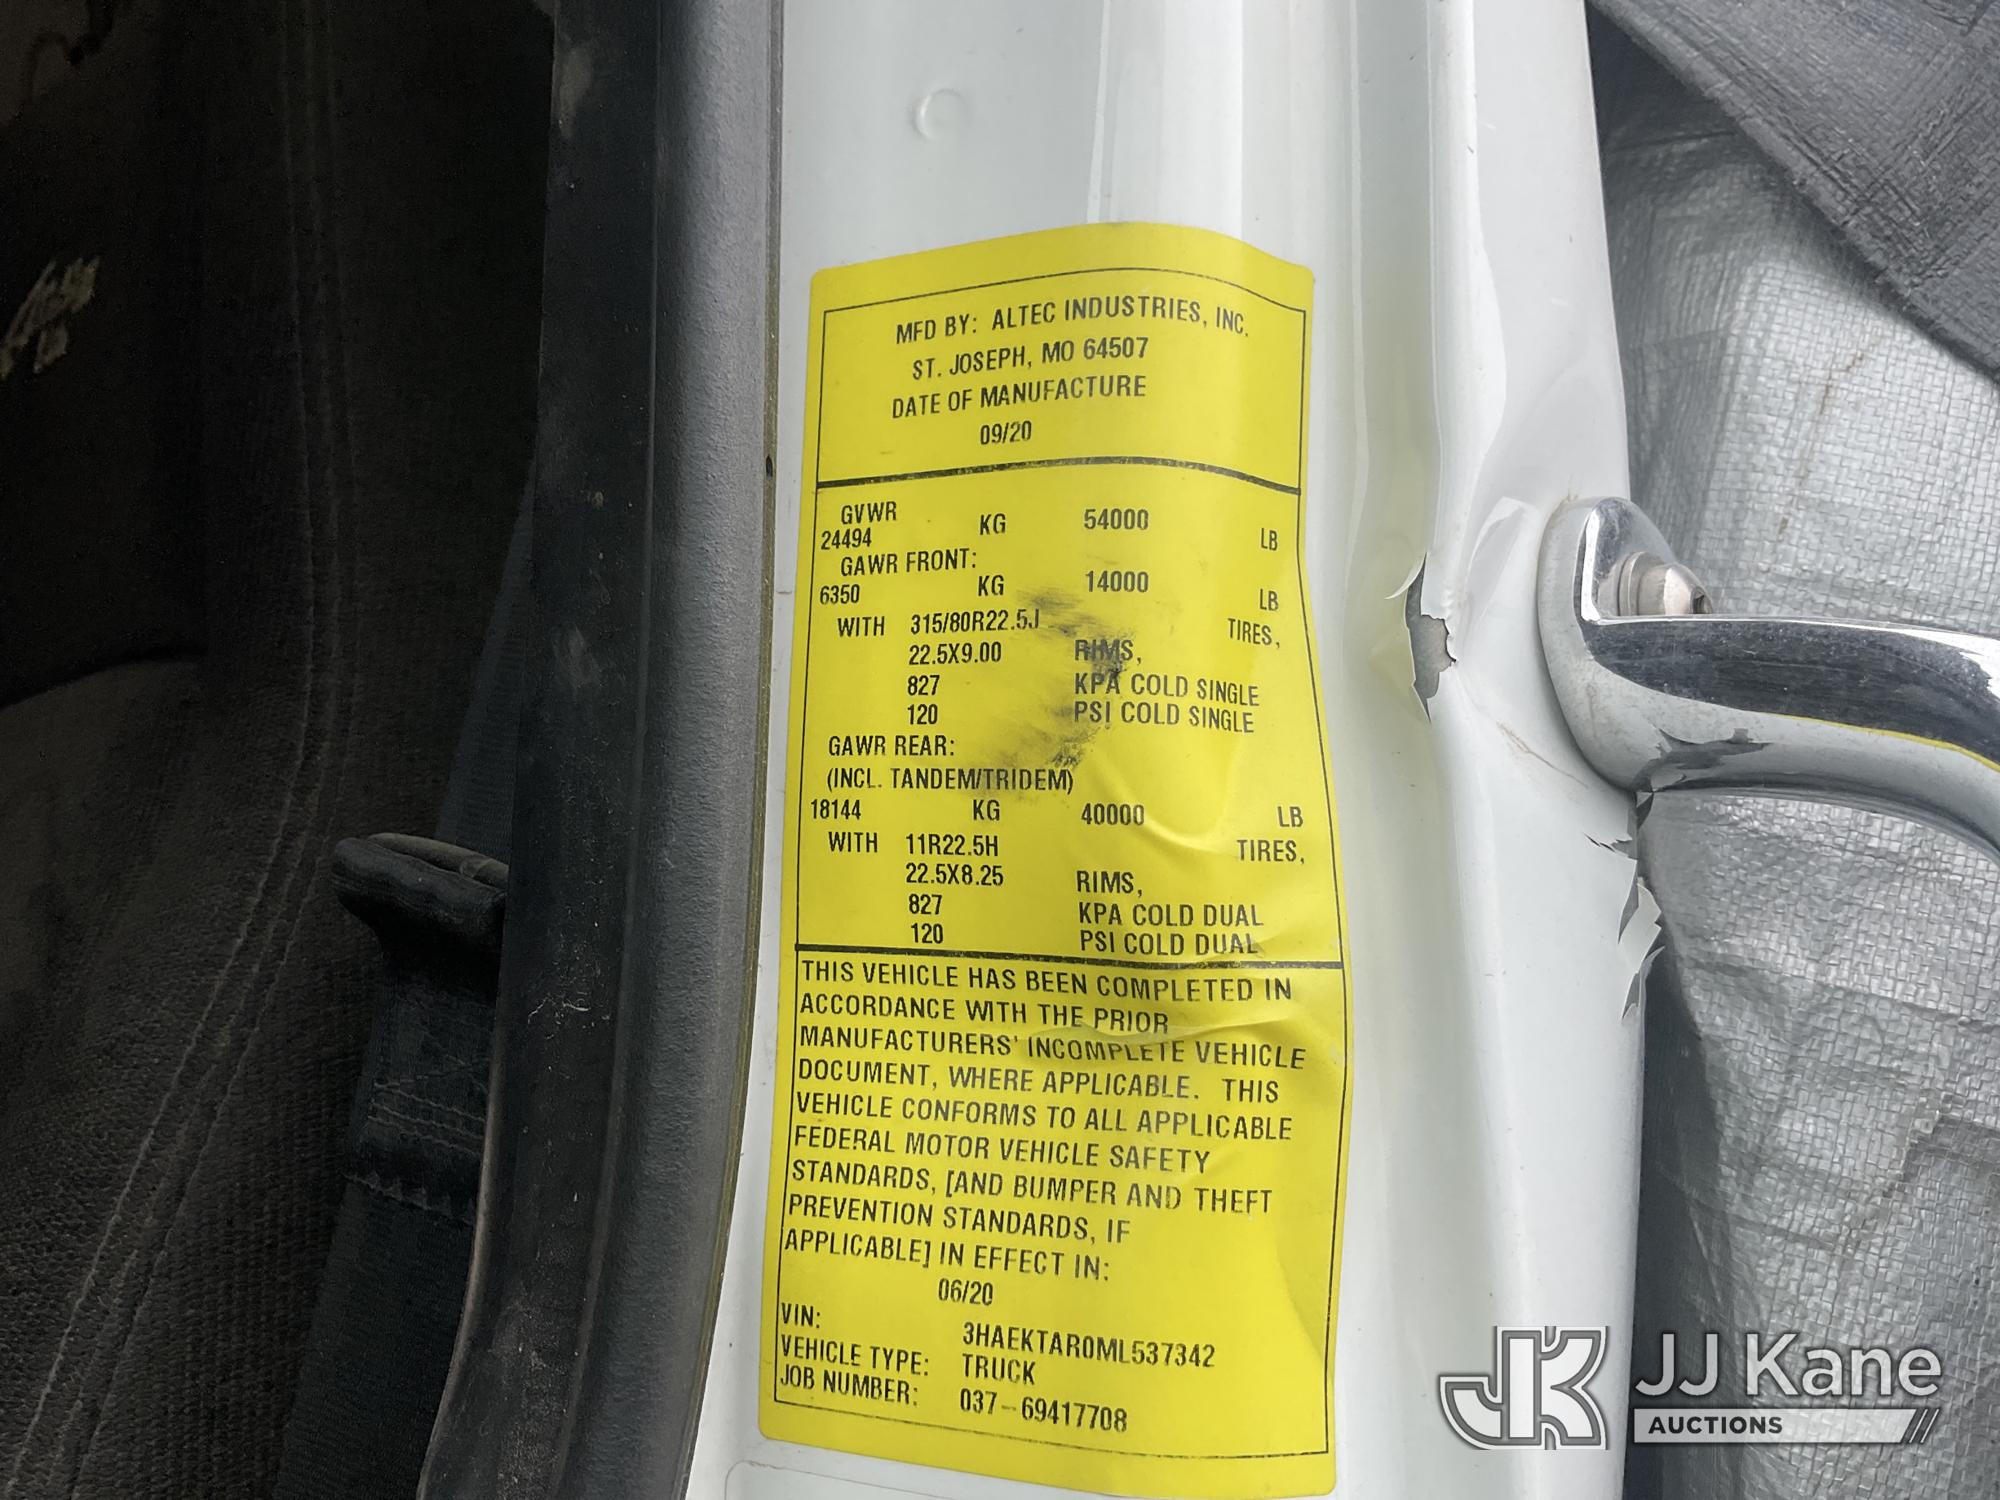 MFD BY: ALTEC INDUSTRIES, INC.
ST. JOSEPH, MO 64507
DATE OF MANUFACTURE
09/20
GVWR
24494 KG 54000 LB
GAWR FRONT:
6350 KG 14000 LB
WITH 315/80R22.5J TIRES,
22.5X9.00 RIMS,
827 KPA COLD SINGLE
120 PSI COLD SINGLE
GAWR REAR:
(INCL. TANDEM/TRIDEM)
18144 KG 40000 LB
WITH 11R22.5H TIRES,
22.5X8.25 RIMS,
827 KPA COLD DUAL
120 PSI COLD DUAL
THIS VEHICLE HAS BEEN COMPLETED IN
ACCORDANCE WITH THE PRIOR
MANUFACTURERS' INCOMPLETE VEHICLE
DOCUMENT, WHERE APPLICABLE. THIS
VEHICLE CONFORMS TO ALL APPLICABLE
FEDERAL MOTOR VEHICLE SAFETY
STANDARDS, [AND BUMPER AND THEFT
PREVENTION STANDARDS, IF
APPLICABLE] IN EFFECT IN:
06/20
VIN: 3HAEKTAR0ML537342
VEHICLE TYPE: TRUCK
JOB NUMBER: 037-69417708
JK JJ Kane
AUCTIONS